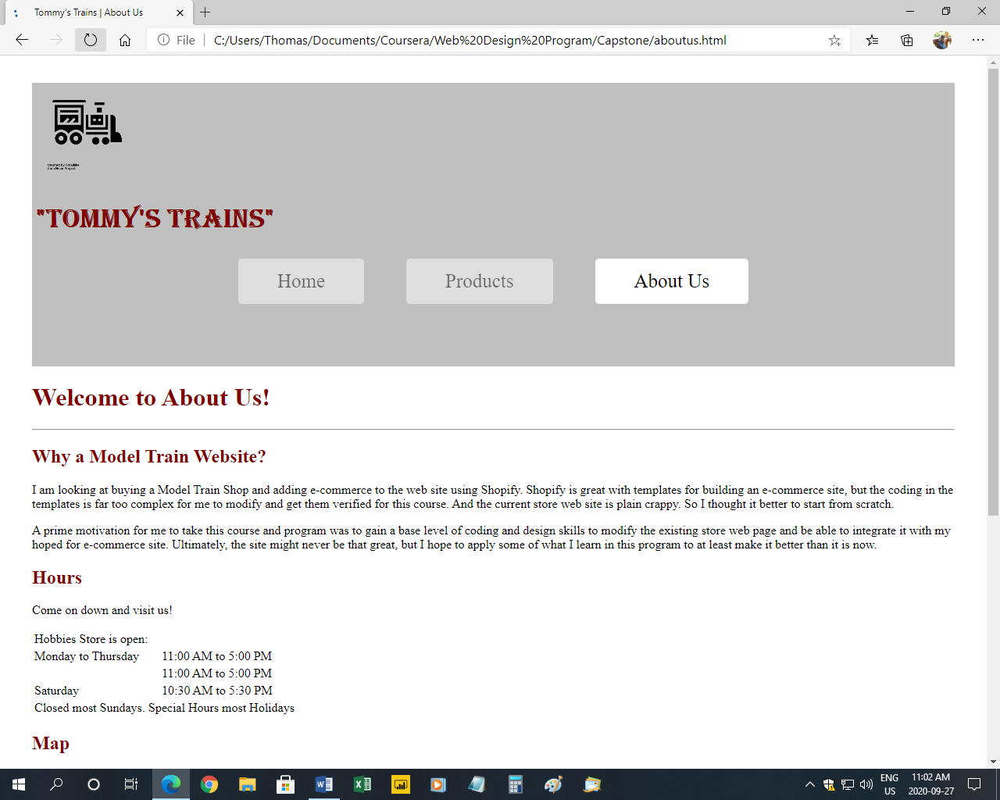 Tommy's Trains | About Us
File
C:/Users/Thomas/Documents/Coursera/Web%20Design%20Program/Capstone/aboutus.html
Created by Smalllike
from Noun Project
"TOMMY'S TRAINS"
Home
Products
About Us
Welcome to About Us!
Why a Model Train Website?
I am looking at buying a Model Train Shop and adding e-commerce to the web site using Shopify. Shopify is great with templates for building an e-commerce site, but the coding in the
templates is far too complex for me to modify and get them verified for this course. And the current store web site is plain crappy. So I thought it better to start from scratch.
A prime motivation for me to take this course and program was to gain a base level of coding and design skills to modify the existing store web page and be able to integrate it with my
hoped for e-commerce site. Ultimately, the site might never be that great, but I hope to apply some of what I learn in this program to at least make it better than it is now.
Hours
Come on down and visit us!
Hobbies Store is open:
Monday to Thursday 11:00 AM to 5:00 PM
11:00 AM to 5:00 PM
Saturday 10:30 AM to 5:30 PM
Closed most Sundays. Special Hours most Holidays
Map
ENG
US
11:02 AM
2020-09-27